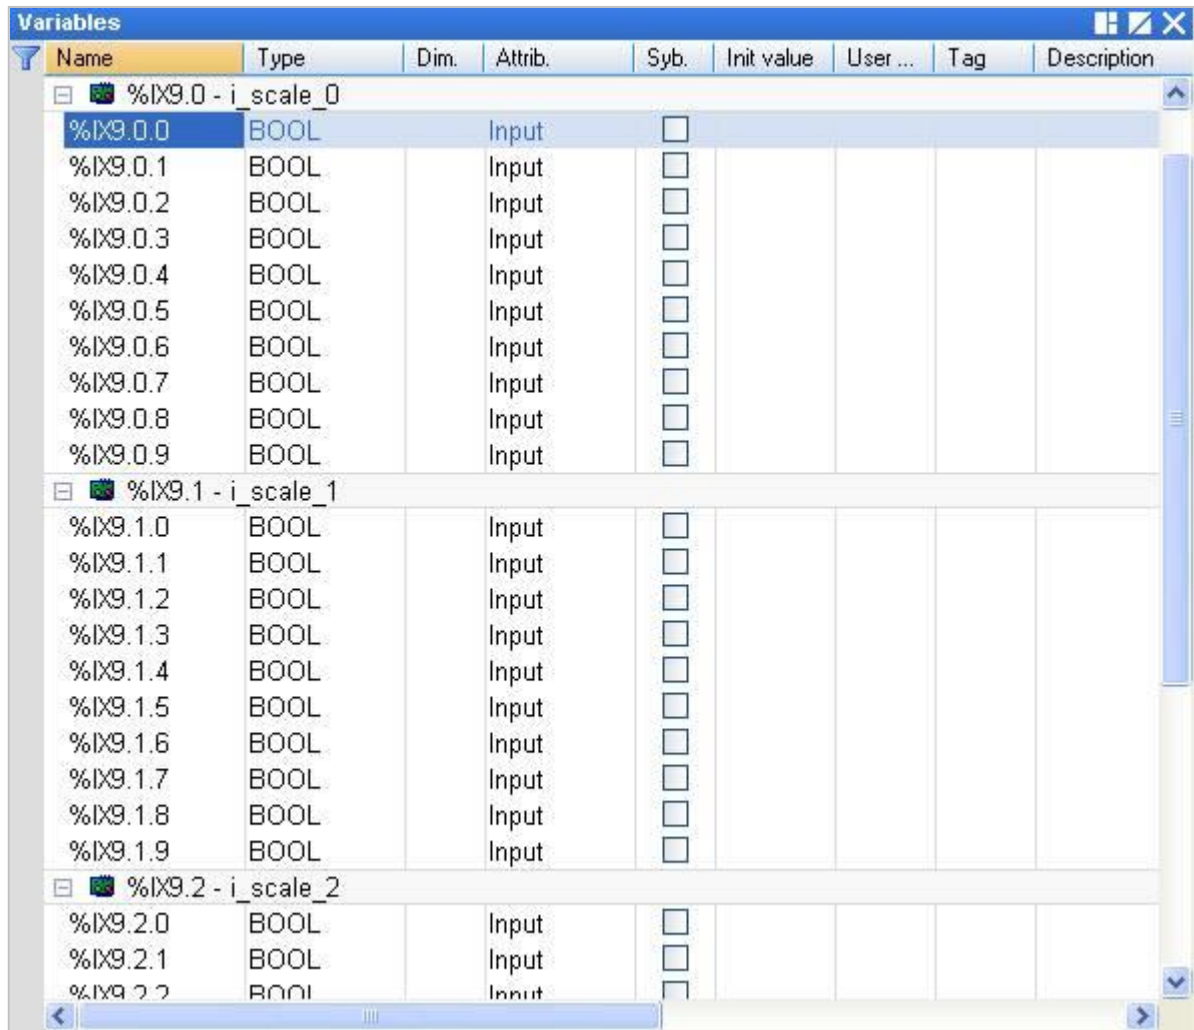 Variables
Name Type Dim. Attrib. Syb. Init value User ... Tag Description
%IX9.0 - i_scale_0
%IX9.0.0 BOOL Input
%IX9.0.1 BOOL Input
%IX9.0.2 BOOL Input
%IX9.0.3 BOOL Input
%IX9.0.4 BOOL Input
%IX9.0.5 BOOL Input
%IX9.0.6 BOOL Input
%IX9.0.7 BOOL Input
%IX9.0.8 BOOL Input
%IX9.0.9 BOOL Input
%IX9.1 - i_scale_1
%IX9.1.0 BOOL Input
%IX9.1.1 BOOL Input
%IX9.1.2 BOOL Input
%IX9.1.3 BOOL Input
%IX9.1.4 BOOL Input
%IX9.1.5 BOOL Input
%IX9.1.6 BOOL Input
%IX9.1.7 BOOL Input
%IX9.1.8 BOOL Input
%IX9.1.9 BOOL Input
%IX9.2 - i_scale_2
%IX9.2.0 BOOL Input
%IX9.2.1 BOOL Input
%IX9.2.2 BOOL Input